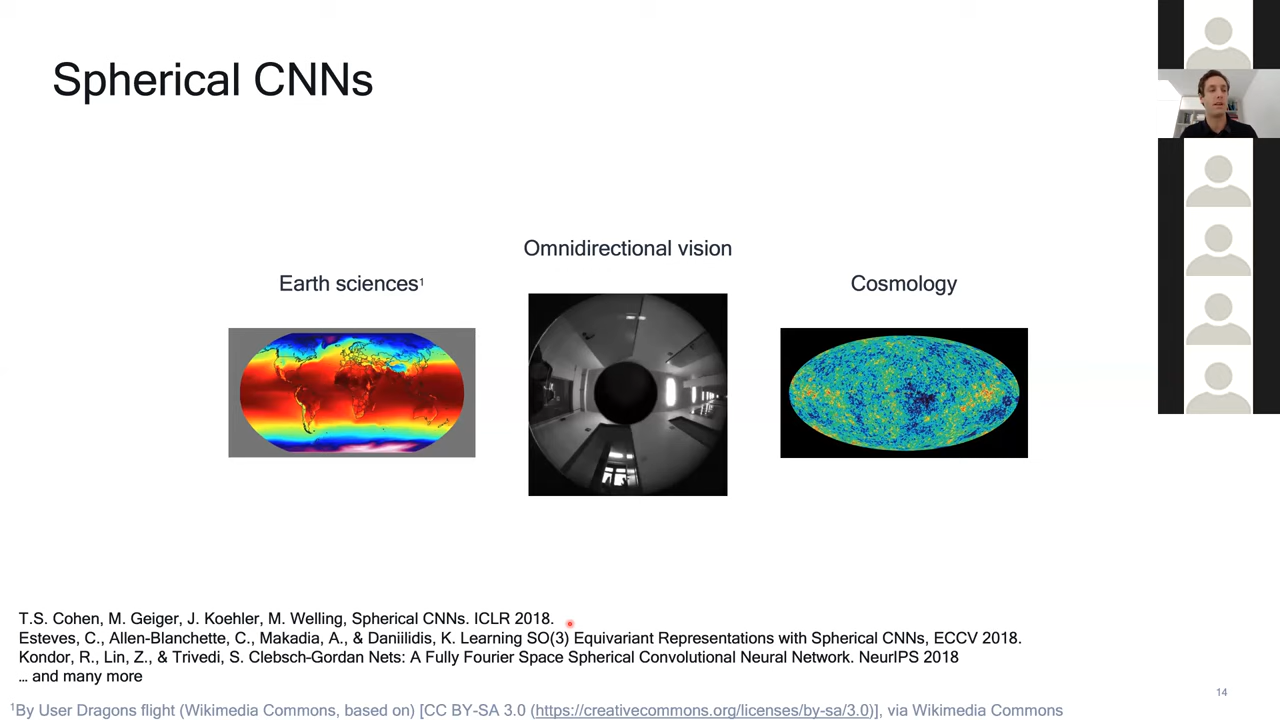 Spherical CNNs
Omnidirectional vision
Earth sciences¹
Cosmology
T.S. Cohen, M. Geiger, J. Koehler, M. Welling, Spherical CNNs. ICLR 2018.
Esteves, C., Allen-Blanchette, C., Makadia, A., & Daniilidis, K. Learning SO(3) Equivariant Representations with Spherical CNNs, ECCV 2018.
Kondor, R., Lin, Z., & Trivedi, S. Clebsch-Gordan Nets: A Fully Fourier Space Spherical Convolutional Neural Network. NeurIPS 2018
… and many more
14
¹By User Dragons flight (Wikimedia Commons, based on) [CC BY-SA 3.0 (https://creativecommons.org/licenses/by-sa/3.0)], via Wikimedia Commons